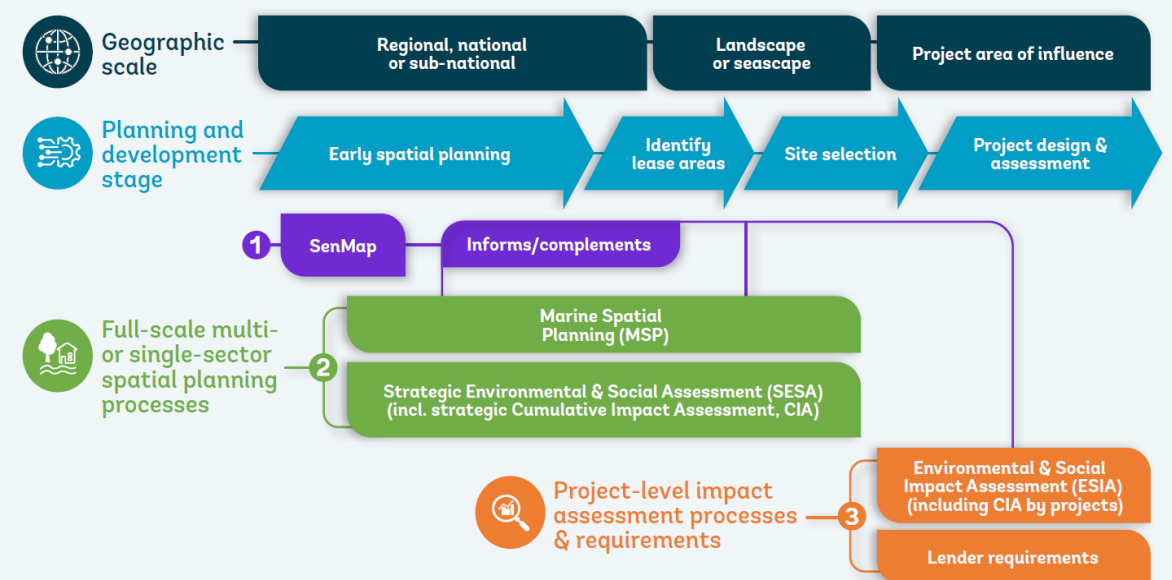 Geographic
scale
Regional, national
or sub-national
Landscape
or seascape
Project area of influence
Planning and
development
stage
Early spatial planning
Identify
lease areas
Site selection
Project design &
assessment
1
SenMap
Informs/complements
Full-scale multi-
or single-sector
spatial planning
processes
2
Marine Spatial
Planning (MSP)
Strategic Environmental & Social Assessment (SESA)
(incl. strategic Cumulative Impact Assessment, CIA)
Project-level impact
assessment processes
& requirements
3
Environmental & Social
Impact Assessment (ESIA)
(including CIA by projects)
Lender requirements